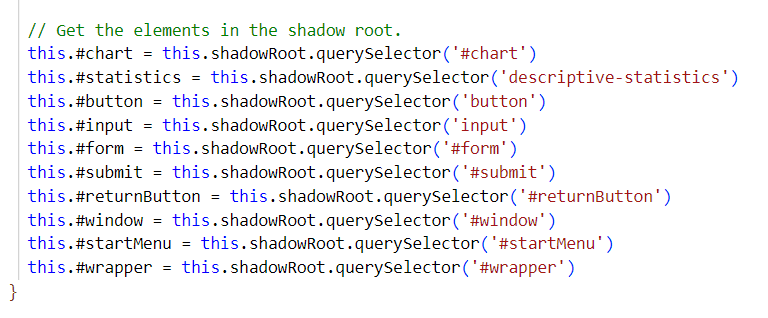 // Get the elements in the shadow root.
this.#chart = this.shadowRoot.querySelector('#chart')
this.#statistics = this.shadowRoot.querySelector('descriptive-statistics')
this.#button = this.shadowRoot.querySelector('button')
this.#input = this.shadowRoot.querySelector('input')
this.#form = this.shadowRoot.querySelector('#form')
this.#submit = this.shadowRoot.querySelector('#submit')
this.#returnButton = this.shadowRoot.querySelector('#returnButton')
this.#window = this.shadowRoot.querySelector('#window')
this.#startMenu = this.shadowRoot.querySelector('#startMenu')
this.#wrapper = this.shadowRoot.querySelector('#wrapper')
}